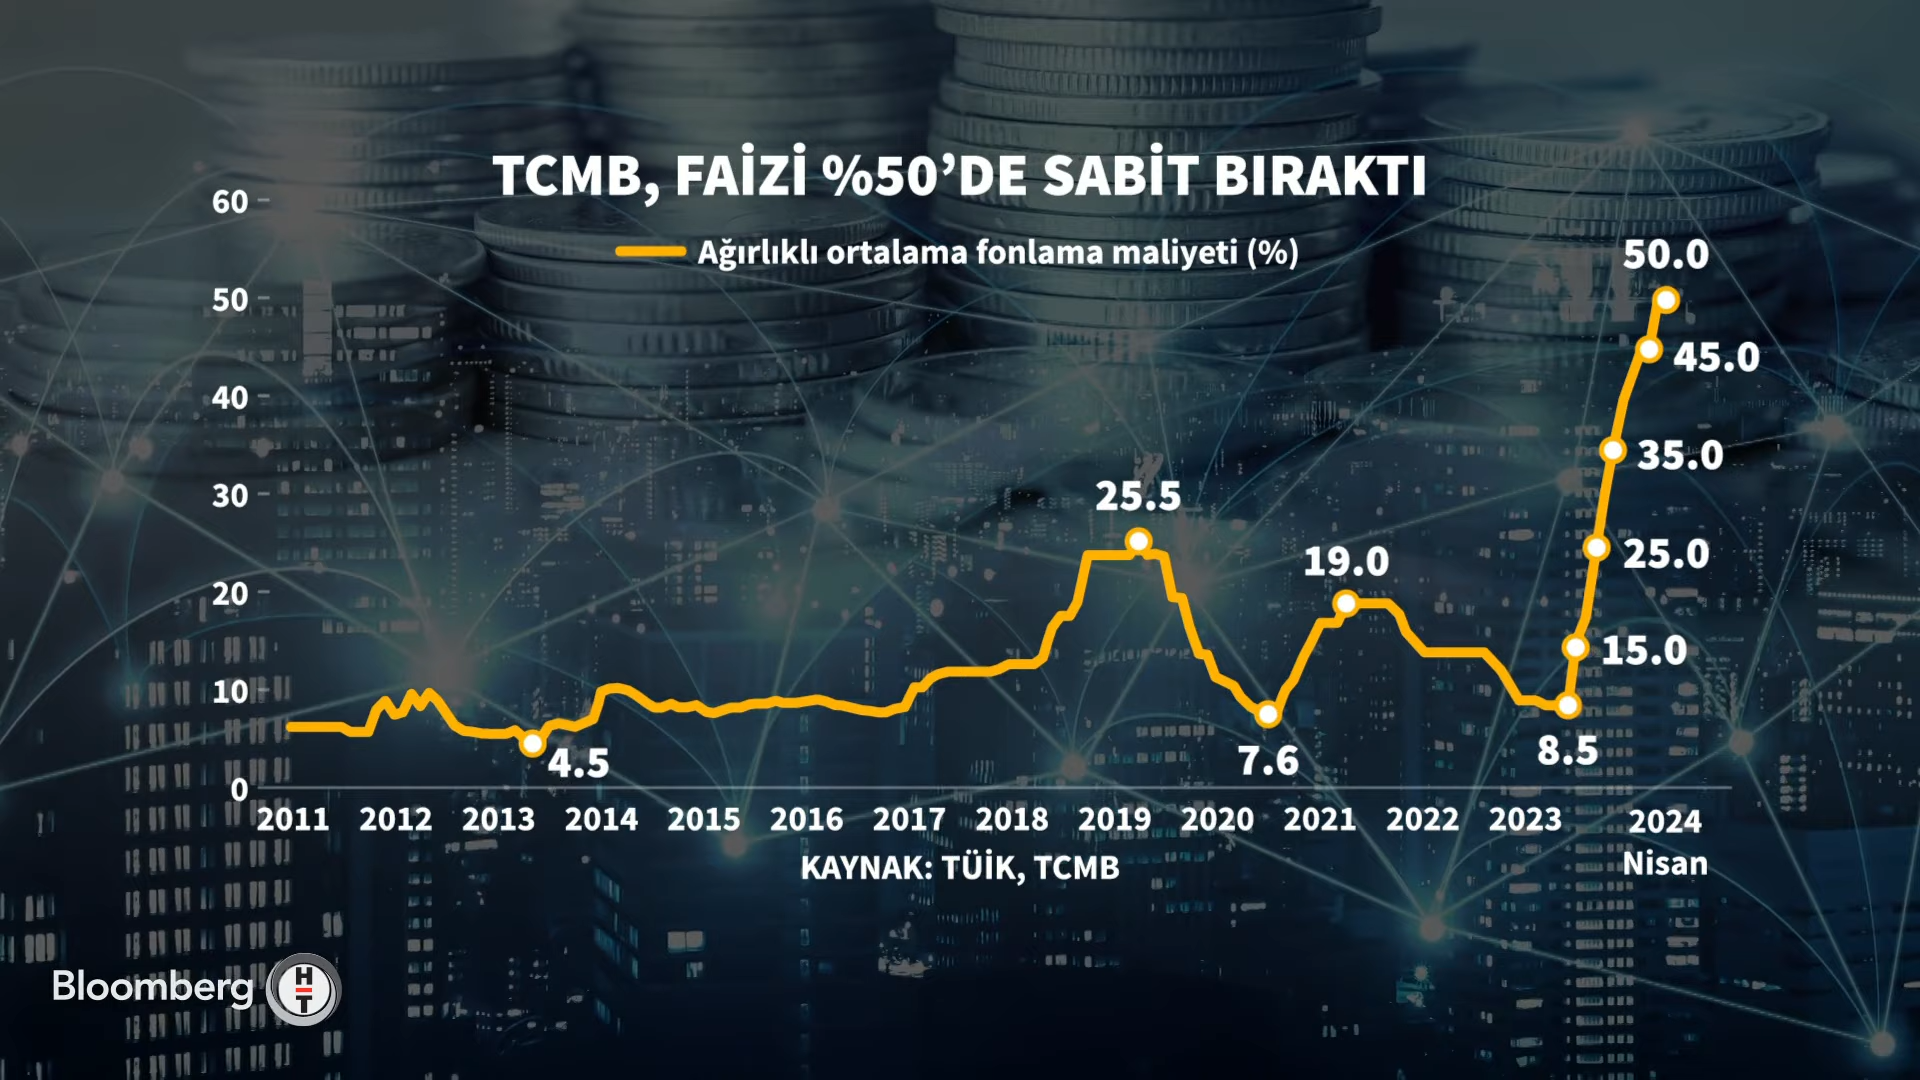 TCMB, FAİZİ %50’DE SABİT BIRAKTI
Ağırlıklı ortalama fonlama maliyeti (%)
60
50
40
30
20
10
0
4.5
25.5
7.6
19.0
8.5
15.0
25.0
35.0
45.0
50.0
2011 2012 2013 2014 2015 2016 2017 2018 2019 2020 2021 2022 2023 2024
Nisan
KAYNAK: TÜİK, TCMB
Bloomberg HT